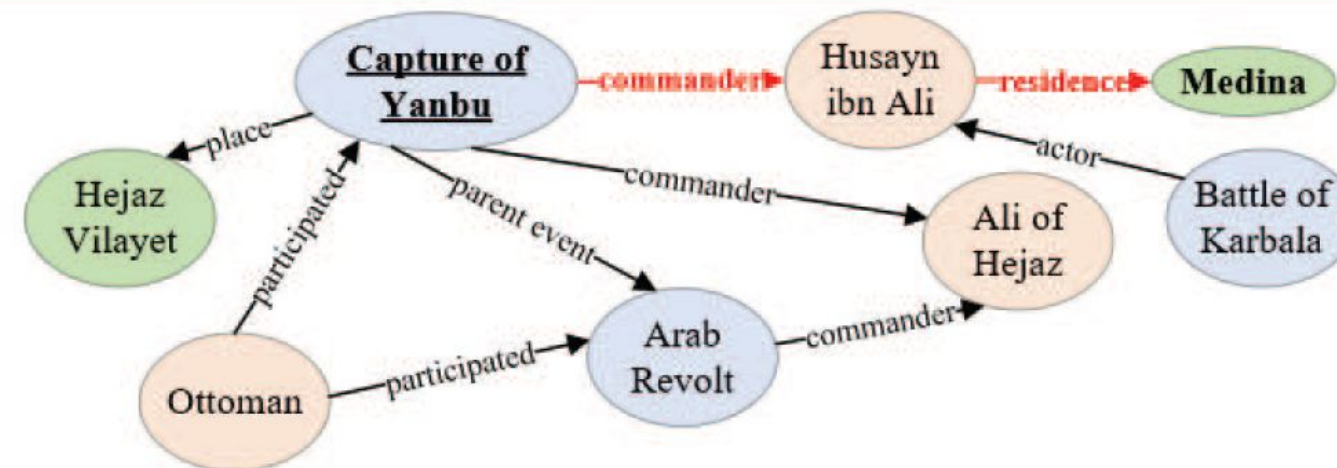 Capture of
Yanbu
commander
Husayn
ibn Ali
residence
Medina
place
actor
Hejaz
Vilayet
participated
parent event
commander
Ali of
Hejaz
Battle of
Karbala
Ottoman
participated
Arab
Revolt
commander